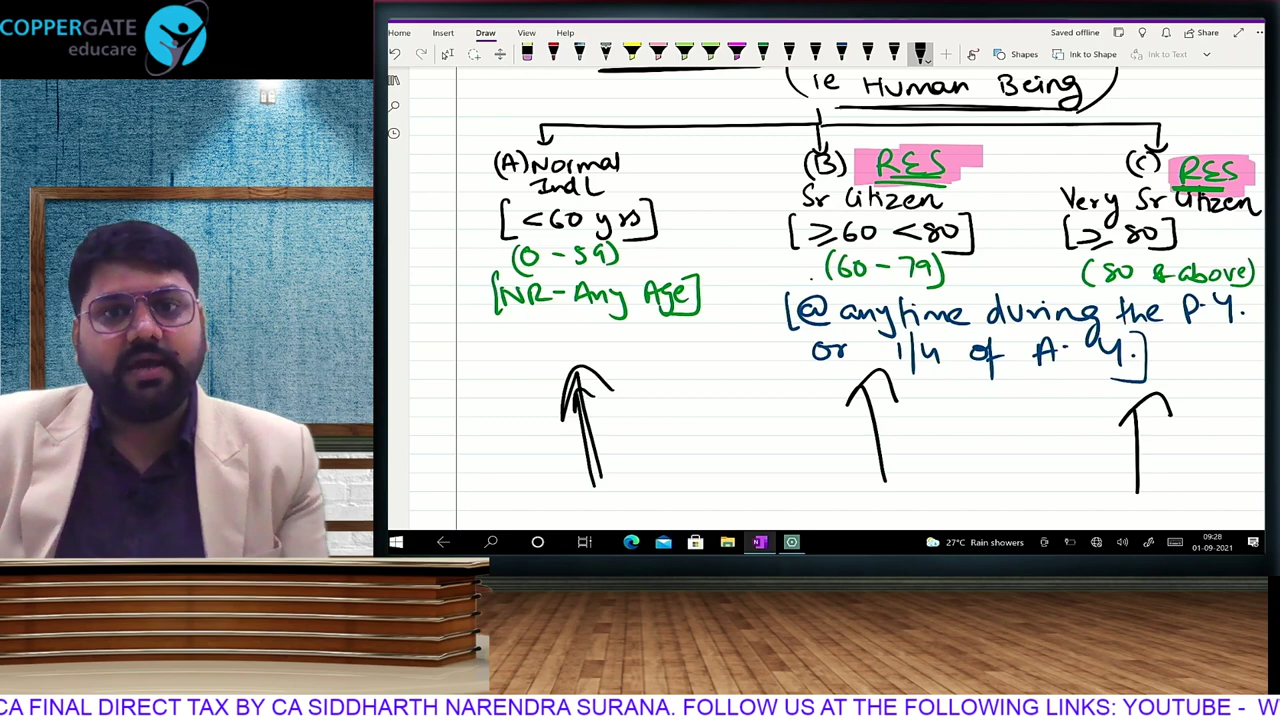 COPPERGATE
educare
Home Insert Draw View Help
Saved offline
Share
Shapes
Ink to Shape
Ink to Text
(ie Human Being)
(A) Normal
Indl
[<60 yrs]
(0-59)
[NR-Any Age]
(B) RES
Sr Citizen
[≥60 <80]
(60-79)
(C) RES
Very Sr Citizen
[≥ 80]
(80 & above)
[@ anytime during the P.Y.
or 1/4 of A.Y.]
27°C Rain showers
09:28
01-09-2021
CA FINAL DIRECT TAX BY CA SIDDHARTH NARENDRA SURANA. FOLLOW US AT THE FOLLOWING LINKS: YOUTUBE - W